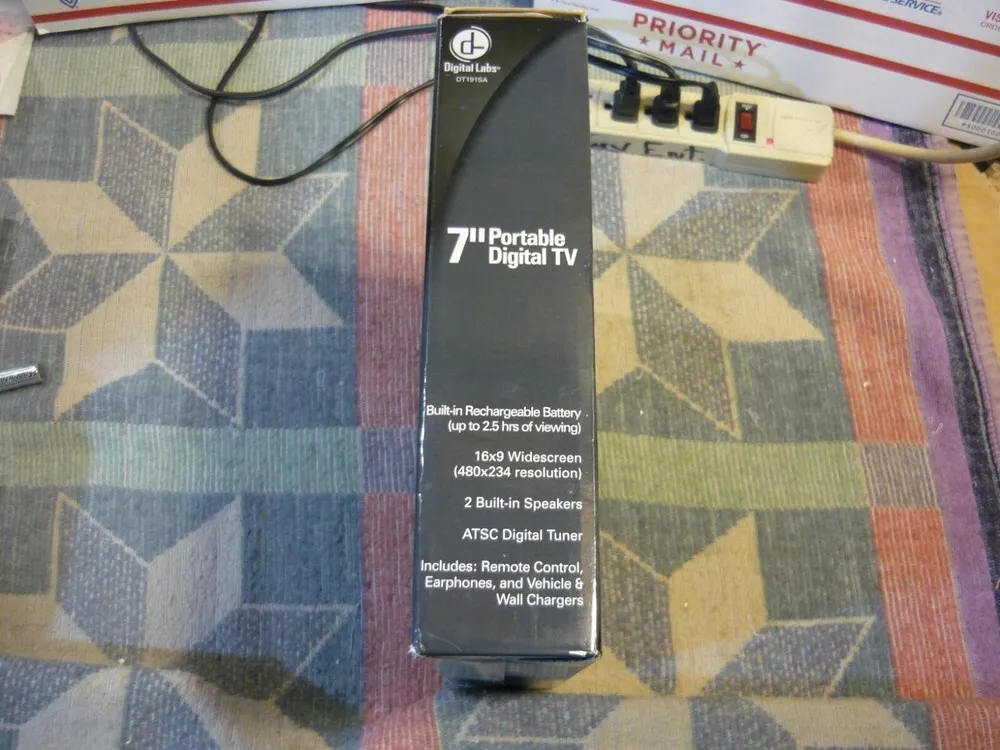 Digital Labs™
DT191SA
7" Portable
Digital TV
Built-in Rechargeable Battery
(up to 2.5 hrs of viewing)
16x9 Widescreen
(480x234 resolution)
2 Built-in Speakers
ATSC Digital Tuner
Includes: Remote Control,
Earphones, and Vehicle &
Wall Chargers
PRIORITY
★ MAIL ★
SERVICE